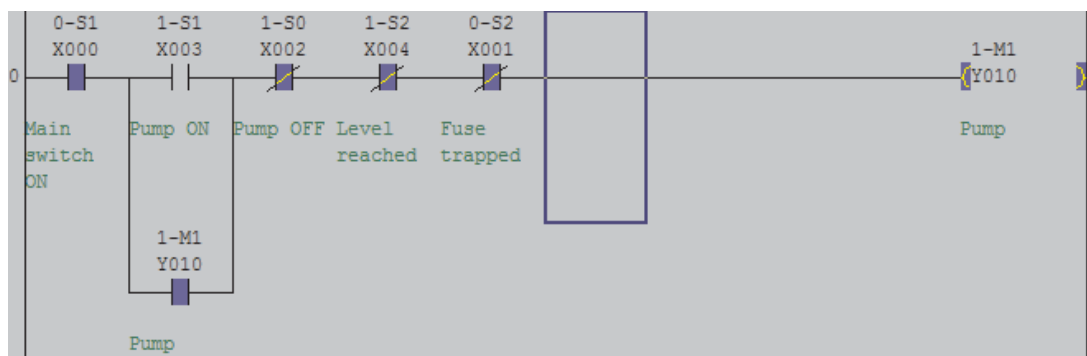 0-S1 1-S1 1-S0 1-S2 0-S2
X000 X003 X002 X004 X001 1-M1
0 Y010
Main Pump ON Pump OFF Level Fuse Pump
switch reached trapped
ON
1-M1
Y010
Pump